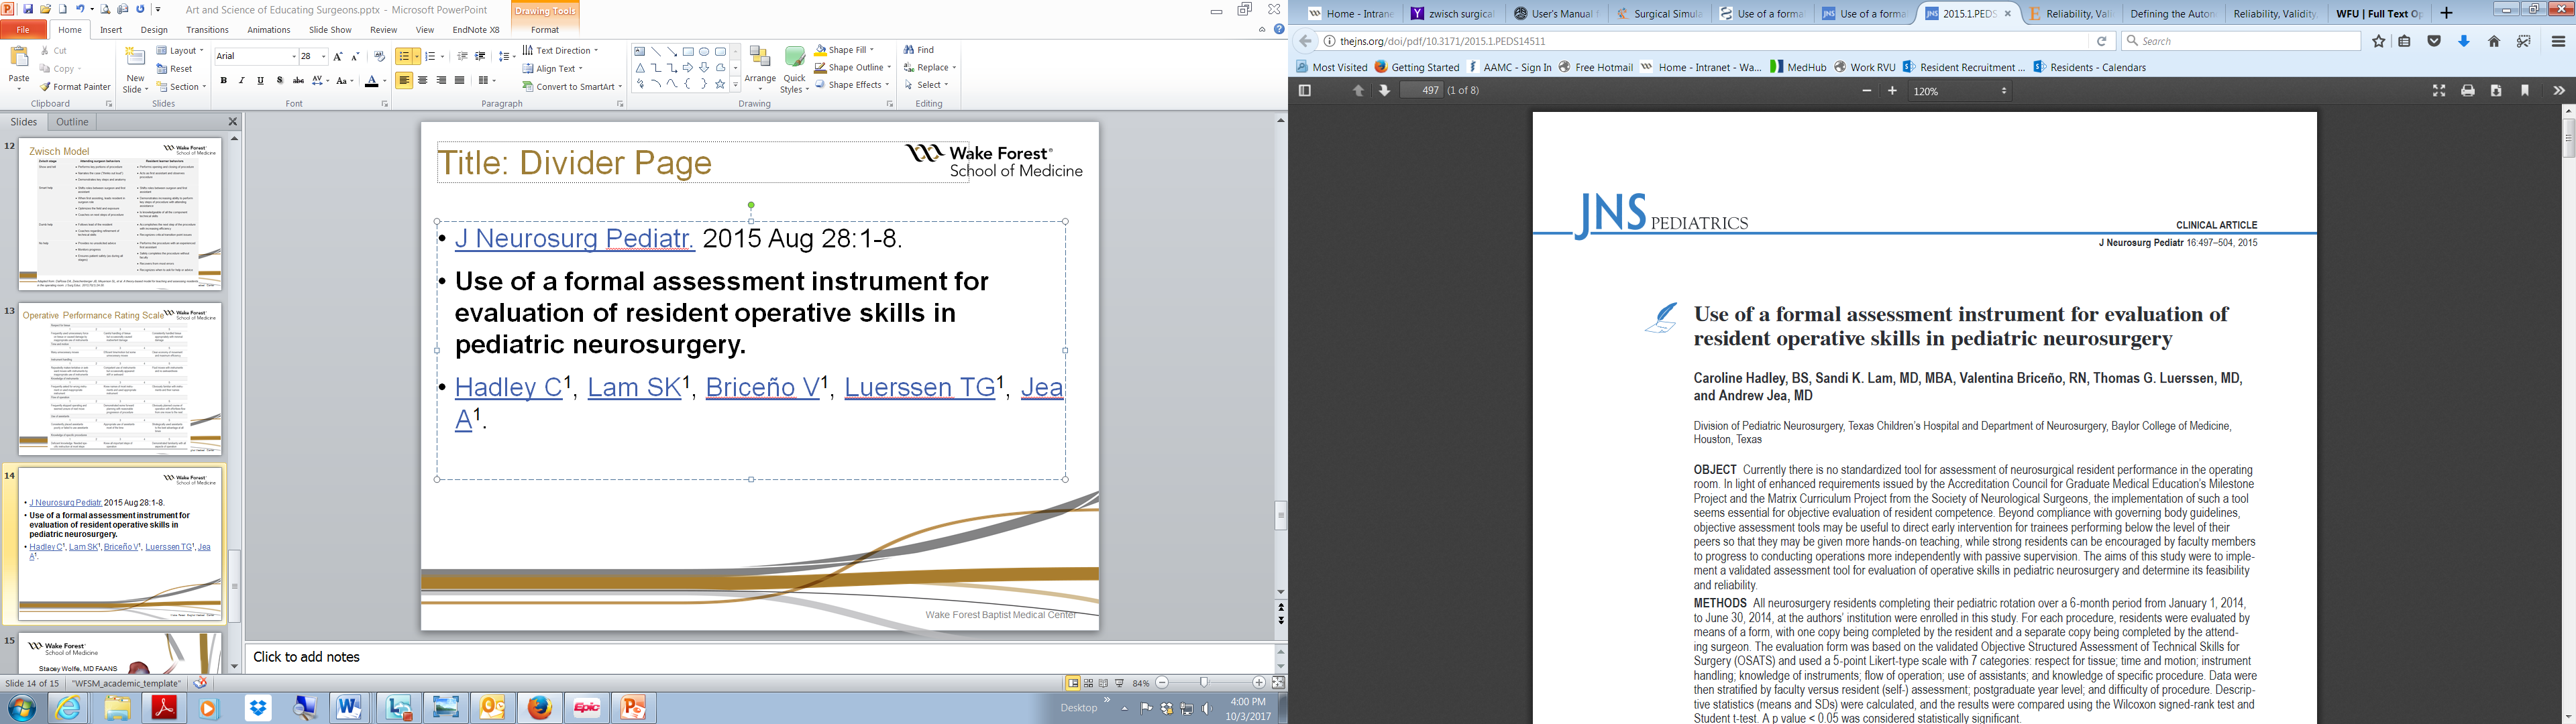 Art and Science of Educating Surgeons.pptx - Microsoft PowerPoint
Drawing Tools
File Home Insert Design Transitions Animations Slide Show Review View EndNote X8 Format
Paste
Cut
Copy
Format Painter
Clipboard
New Slide
Layout
Reset
Section
Slides
Arial 28
Font
Text Direction
Align Text
Convert to SmartArt
Paragraph
Arrange
Quick Styles
Shape Fill
Shape Outline
Shape Effects
Drawing
Find
Replace
Select
Editing
Slides Outline
12
Zwisch Model
Wake Forest
School of Medicine
13
Operative Performance Rating Scale
Wake Forest
School of Medicine
14
Wake Forest
School of Medicine
• J Neurosurg Pediatr. 2015 Aug 28:1-8.
• Use of a formal assessment instrument for
evaluation of resident operative skills in
pediatric neurosurgery.
• Hadley C1, Lam SK1, Briceño V1, Luerssen TG1, Jea
A1.
15
Wake Forest
School of Medicine
Stacey Wolfe, MD FAANS
Title: Divider Page
Wake Forest®
School of Medicine
• J Neurosurg Pediatr. 2015 Aug 28:1-8.
• Use of a formal assessment instrument for
evaluation of resident operative skills in
pediatric neurosurgery.
• Hadley C1, Lam SK1, Briceño V1, Luerssen TG1, Jea
A1.
Wake Forest Baptist Medical Center
Click to add notes
Slide 14 of 15 "WFSM_academic_template" 84%
Epic
Desktop
4:00 PM
10/3/2017
Home - Intrane zwisch surgical User's Manual Surgical Simula Use of a forma Use of a forma 2015.1.PEDS Reliability, Vali Defining the Auton Reliability, Validity, WFU | Full Text Op
thejns.org/doi/pdf/10.3171/2015.1.PEDS14511
Search
Most Visited Getting Started AAMC - Sign In Free Hotmail Home - Intranet - Wa... MedHub Work RVU Resident Recruitment ... Residents - Calendars
497 (1 of 8) 120%
JNS PEDIATRICS
CLINICAL ARTICLE
J Neurosurg Pediatr 16:497–504, 2015
Use of a formal assessment instrument for evaluation of
resident operative skills in pediatric neurosurgery
Caroline Hadley, BS, Sandi K. Lam, MD, MBA, Valentina Briceño, RN, Thomas G. Luerssen, MD,
and Andrew Jea, MD
Division of Pediatric Neurosurgery, Texas Children's Hospital and Department of Neurosurgery, Baylor College of Medicine,
Houston, Texas
OBJECT Currently there is no standardized tool for assessment of neurosurgical resident performance in the operating
room. In light of enhanced requirements issued by the Accreditation Council for Graduate Medical Education's Milestone
Project and the Matrix Curriculum Project from the Society of Neurological Surgeons, the implementation of such a tool
seems essential for objective evaluation of resident competence. Beyond compliance with governing body guidelines,
objective assessment tools may be useful to direct early intervention for trainees performing below the level of their
peers so that they may be given more hands-on teaching, while strong residents can be encouraged by faculty members
to progress to conducting operations more independently with passive supervision. The aims of this study were to imple-
ment a validated assessment tool for evaluation of operative skills in pediatric neurosurgery and determine its feasibility
and reliability.
METHODS All neurosurgery residents completing their pediatric rotation over a 6-month period from January 1, 2014,
to June 30, 2014, at the authors' institution were enrolled in this study. For each procedure, residents were evaluated by
means of a form, with one copy being completed by the resident and a separate copy being completed by the attend-
ing surgeon. The evaluation form was based on the validated Objective Structured Assessment of Technical Skills for
Surgery (OSATS) and used a 5-point Likert-type scale with 7 categories: respect for tissue; time and motion; instrument
handling; knowledge of instruments; flow of operation; use of assistants; and knowledge of specific procedure. Data were
then stratified by faculty versus resident (self-) assessment; postgraduate year level; and difficulty of procedure. Descrip-
tive statistics (means and SDs) were calculated, and the results were compared using the Wilcoxon signed-rank test and
Student t-test. A p value < 0.05 was considered statistically significant.